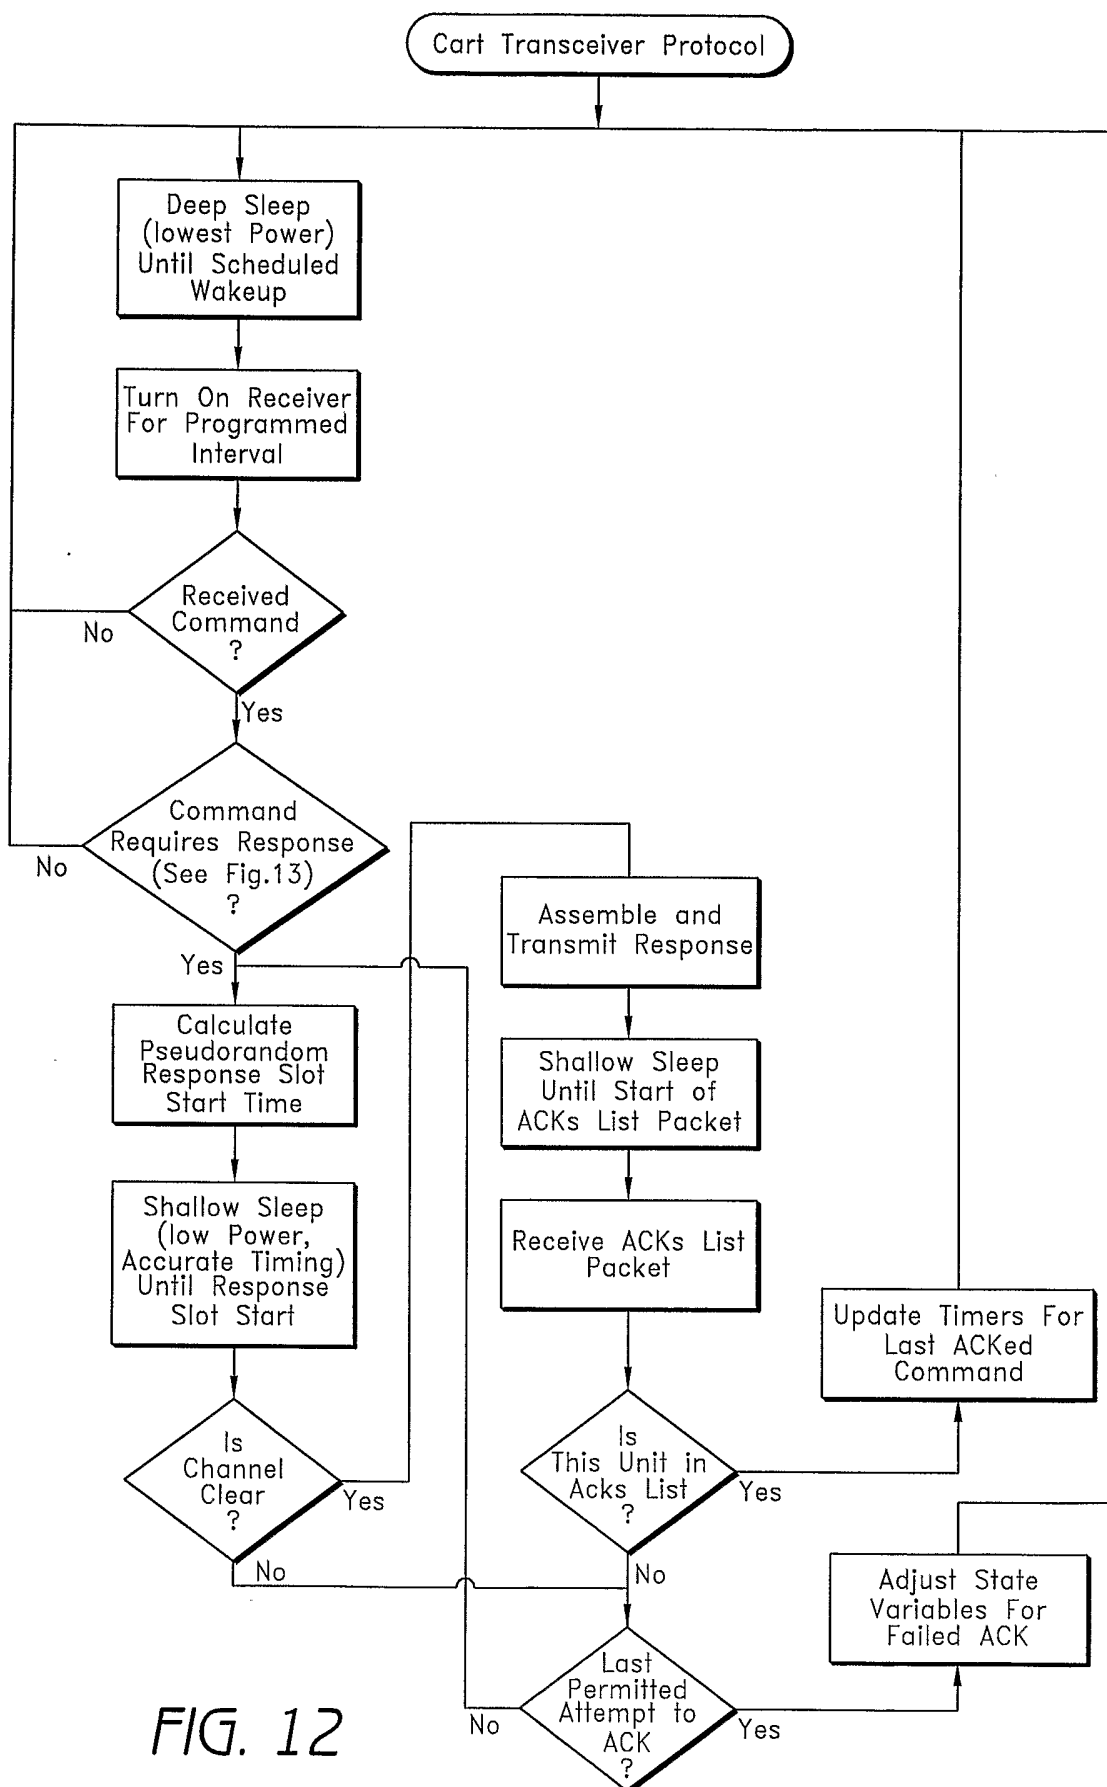 Cart Transceiver Protocol
Deep Sleep
(lowest Power)
Until Scheduled
Wakeup
Turn On Receiver
For Programmed
Interval
Received
Command
?
No
Yes
Command
Requires Response
(See Fig.13)
?
No
Yes
Calculate
Pseudorandom
Response Slot
Start Time
Shallow Sleep
(low Power,
Accurate Timing)
Until Response
Slot Start
Is
Channel
Clear
?
Yes
No
Assemble and
Transmit Response
Shallow Sleep
Until Start of
ACKs List Packet
Receive ACKs List
Packet
Is
This Unit in
Acks List
?
Yes
No
Update Timers For
Last ACKed
Command
Last
Permitted
Attempt to
ACK
?
No
Yes
Adjust State
Variables For
Failed ACK
FIG. 12